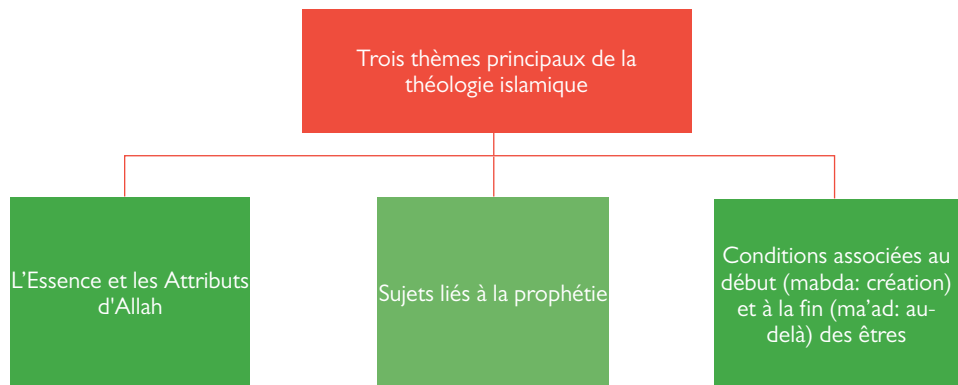 Trois thèmes principaux de la
théologie islamique
L'Essence et les Attributs
d'Allah
Sujets liés à la prophétie
Conditions associées au
début (mabda: création)
et à la fin (ma'ad: au-
delà) des êtres